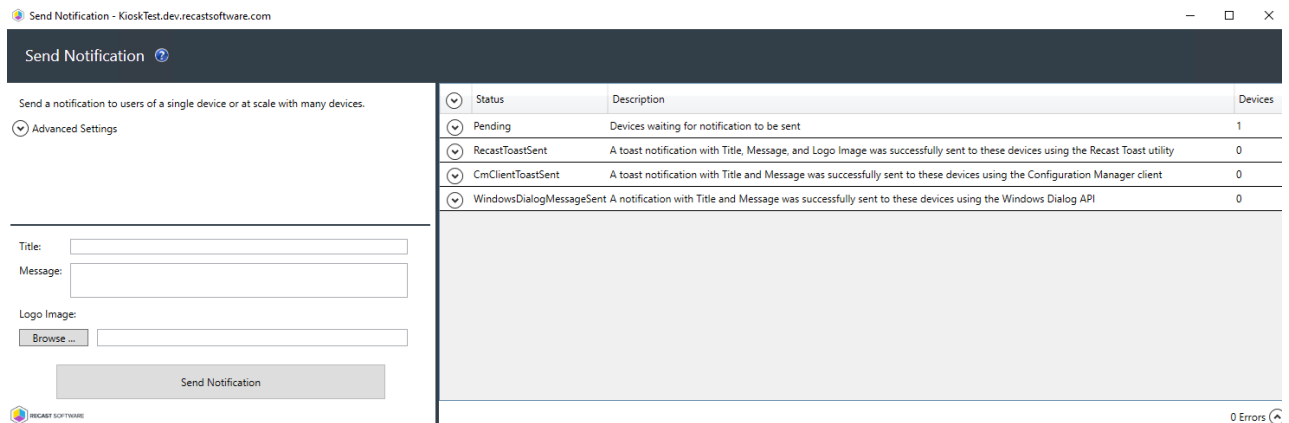 Send Notification - KioskTest.dev.recastsoftware.com
Send Notification ?
Send a notification to users of a single device or at scale with many devices.
Advanced Settings
Title:
Message:
Logo Image:
Browse ...
Send Notification
RECAST SOFTWARE
Status Description Devices
Pending Devices waiting for notification to be sent 1
RecastToastSent A toast notification with Title, Message, and Logo Image was successfully sent to these devices using the Recast Toast utility 0
CmClientToastSent A toast notification with Title and Message was successfully sent to these devices using the Configuration Manager client 0
WindowsDialogMessageSent A notification with Title and Message was successfully sent to these devices using the Windows Dialog API 0
0 Errors